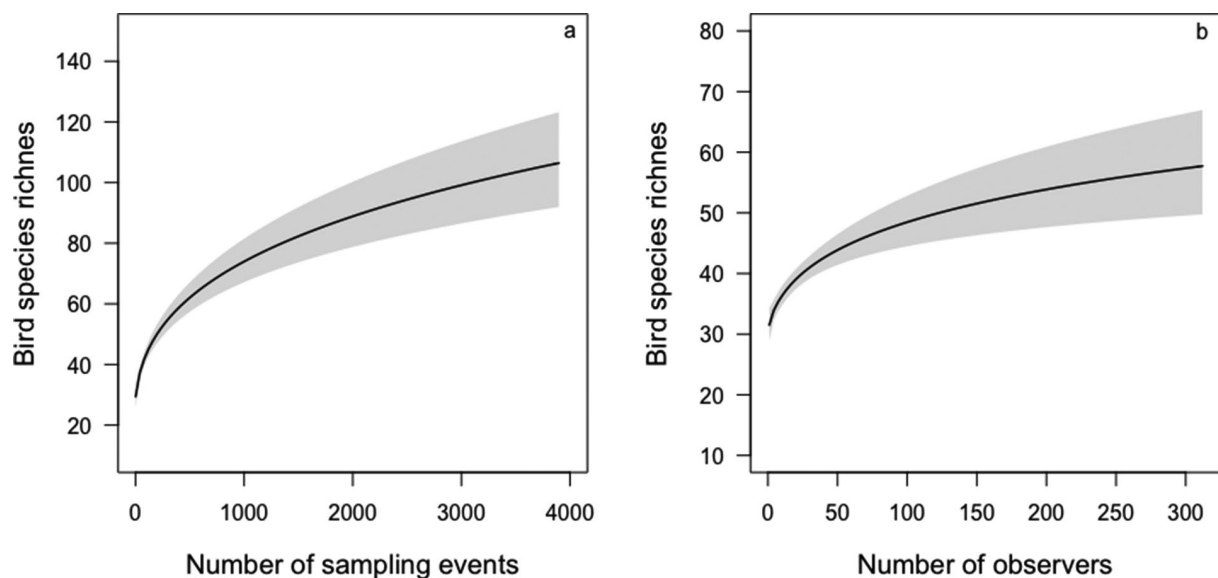 a
Bird species richnes
140
120
100
80
60
40
20
0 1000 2000 3000 4000
Number of sampling events
b
Bird species richnes
80
70
60
50
40
30
20
10
0 50 100 150 200 250 300
Number of observers